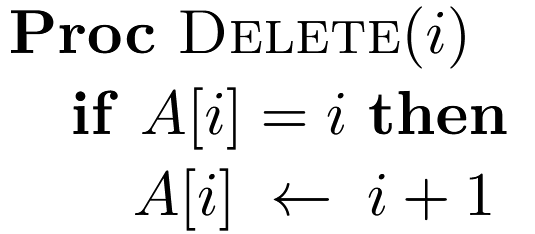 Proc DELETE(i)
if A[i] = i then
A[i] ← i + 1